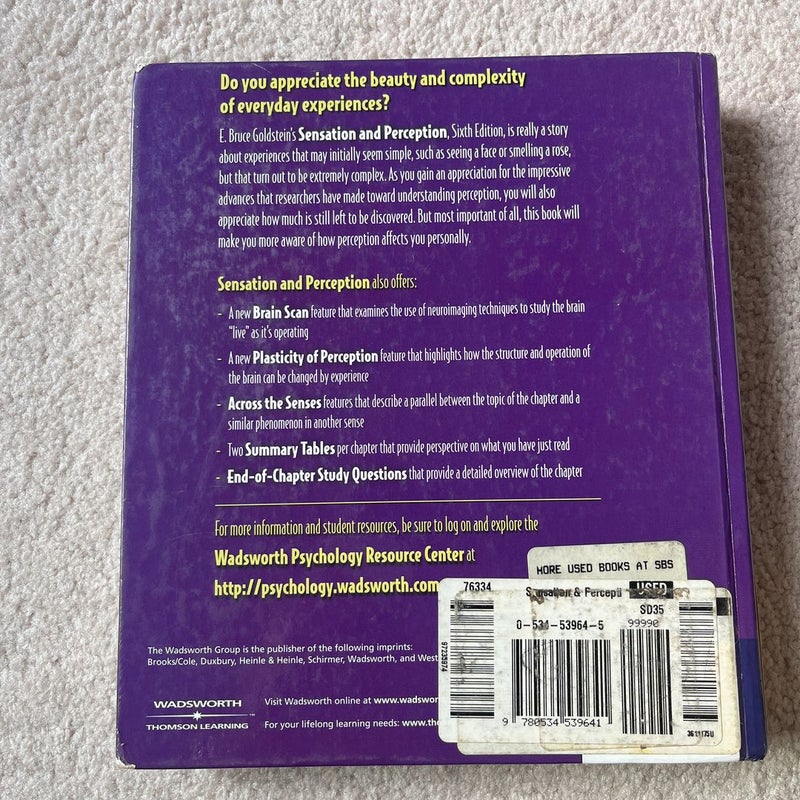 Do you appreciate the beauty and complexity
of everyday experiences?
E. Bruce Goldstein's Sensation and Perception, Sixth Edition, is really a story
about experiences that may initially seem simple, such as seeing a face or smelling a rose,
but that turn out to be extremely complex. As you gain an appreciation for the impressive
advances that researchers have made toward understanding perception, you will also
appreciate how much is still left to be discovered. But most important of all, this book will
make you more aware of how perception affects you personally.
Sensation and Perception also offers:
- A new Brain Scan feature that examines the use of neuroimaging techniques to study the brain
"live" as it's operating
- A new Plasticity of Perception feature that highlights how the structure and operation of
the brain can be changed by experience
- Across the Senses features that describe a parallel between the topic of the chapter and a
similar phenomenon in another sense
- Two Summary Tables per chapter that provide perspective on what you have just read
- End-of-Chapter Study Questions that provide a detailed overview of the chapter
For more information and student resources, be sure to log on and explore the
Wadsworth Psychology Resource Center at
http://psychology.wadsworth.com
MORE USED BOOKS AT SBS
76334 Sensation & Percepti USED
SD35
0-534-53964-5 99990
97233974
9 780534 539641
The Wadsworth Group is the publisher of the following imprints:
Brooks/Cole, Duxbury, Heinle & Heinle, Schirmer, Wadsworth, and West
WADSWORTH
THOMSON LEARNING ™
Visit Wadsworth online at www.wadswor
For your lifelong learning needs: www.tho